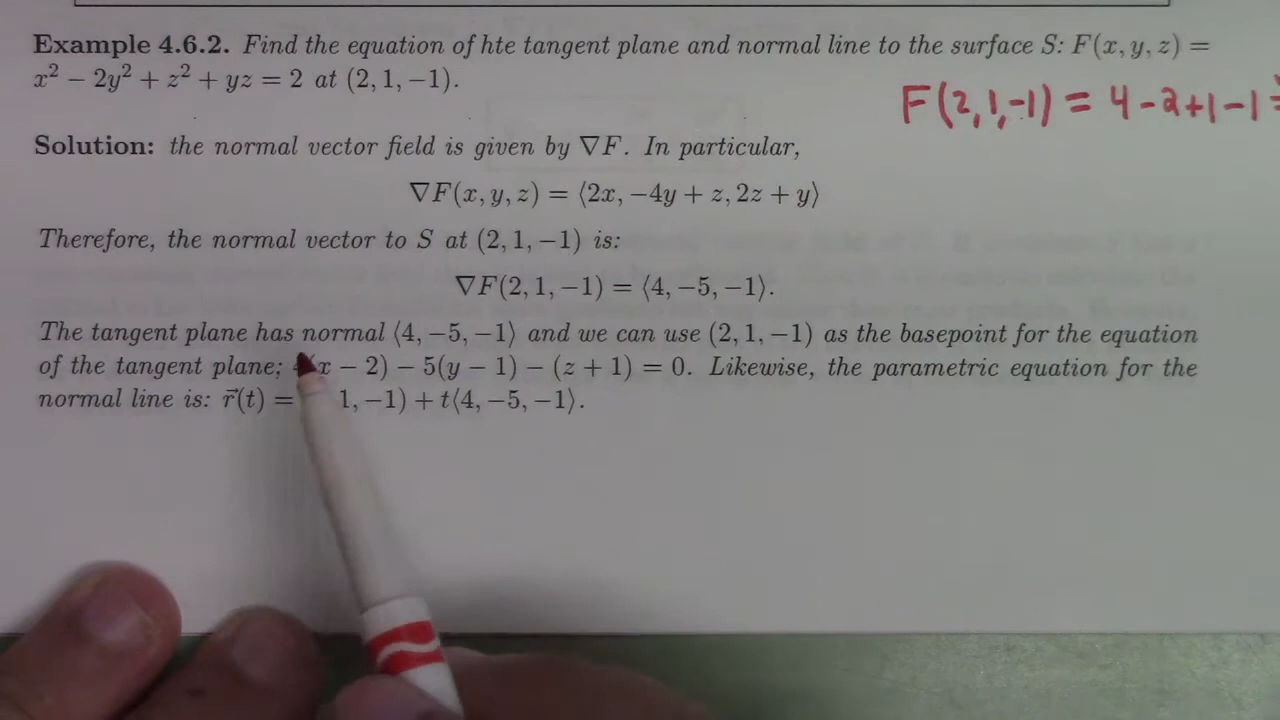 Example 4.6.2. Find the equation of hte tangent plane and normal line to the surface S: F(x, y, z) =
x² − 2y² + z² + yz = 2 at (2, 1, −1).
F(2, 1, -1) = 4 - 2 + 1 - 1
Solution: the normal vector field is given by ∇F. In particular,
∇F(x, y, z) = ⟨2x, −4y + z, 2z + y⟩
Therefore, the normal vector to S at (2, 1, −1) is:
∇F(2, 1, −1) = ⟨4, −5, −1⟩.
The tangent plane has normal ⟨4, −5, −1⟩ and we can use (2, 1, −1) as the basepoint for the equation
of the tangent plane; (x − 2) − 5(y − 1) − (z + 1) = 0. Likewise, the parametric equation for the
normal line is: r⃗(t) = 1, −1) + t⟨4, −5, −1⟩.